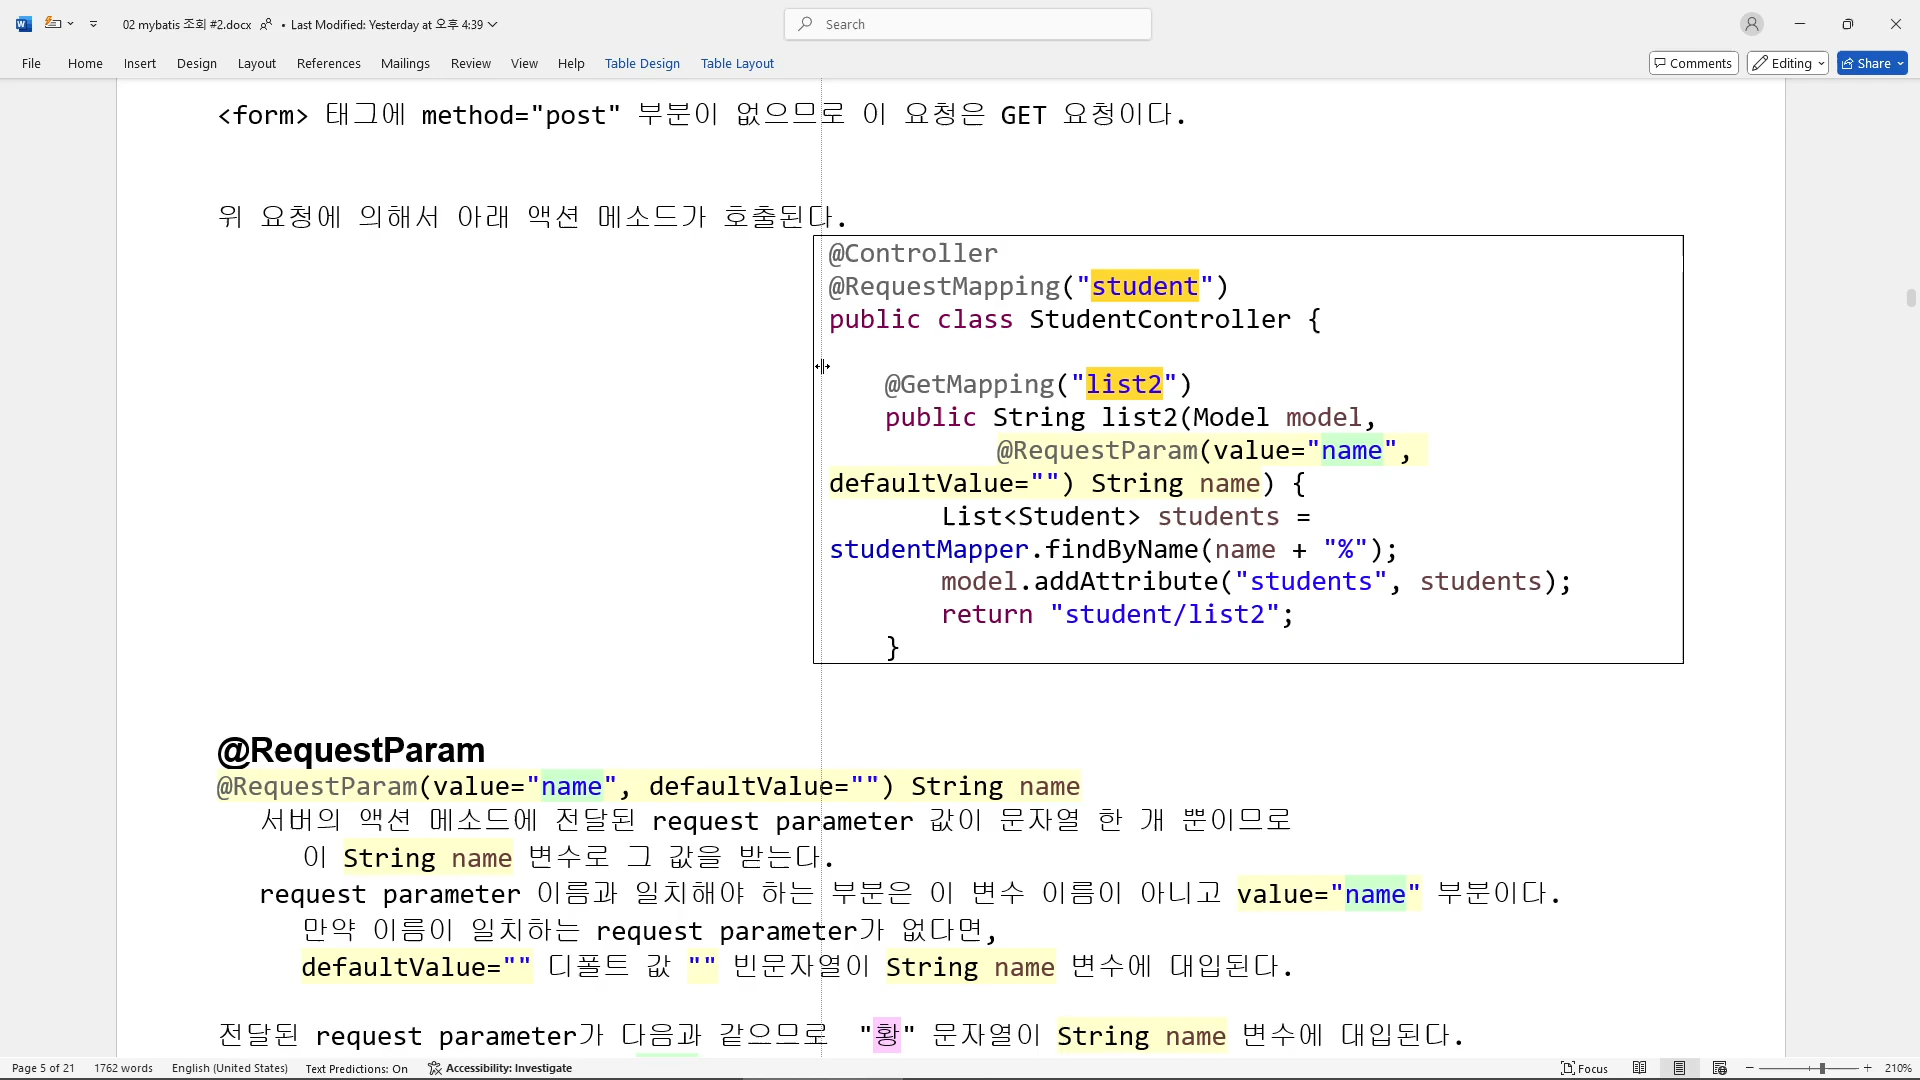 02 mybatis 조회 #2.docx
• Last Modified: Yesterday at 오후 4:39
Search
File Home Insert Design Layout References Mailings Review View Help Table Design Table Layout
Comments Editing Share
<form> 태그에 method="post" 부분이 없으므로 이 요청은 GET 요청이다.
위 요청에 의해서 아래 액션 메소드가 호출된다.
@Controller
@RequestMapping("student")
public class StudentController {
@GetMapping("list2")
public String list2(Model model,
@RequestParam(value="name",
defaultValue="") String name) {
List<Student> students =
studentMapper.findByName(name + "%");
model.addAttribute("students", students);
return "student/list2";
}
@RequestParam
@RequestParam(value="name", defaultValue="") String name
서버의 액션 메소드에 전달된 request parameter 값이 문자열 한 개 뿐이므로
이 String name 변수로 그 값을 받는다.
request parameter 이름과 일치해야 하는 부분은 이 변수 이름이 아니고 value="name" 부분이다.
만약 이름이 일치하는 request parameter가 없다면,
defaultValue="" 디폴트 값 "" 빈문자열이 String name 변수에 대입된다.
전달된 request parameter가 다음과 같으므로 "황" 문자열이 String name 변수에 대입된다.
Page 5 of 21 1762 words English (United States) Text Predictions: On Accessibility: Investigate Focus 210%